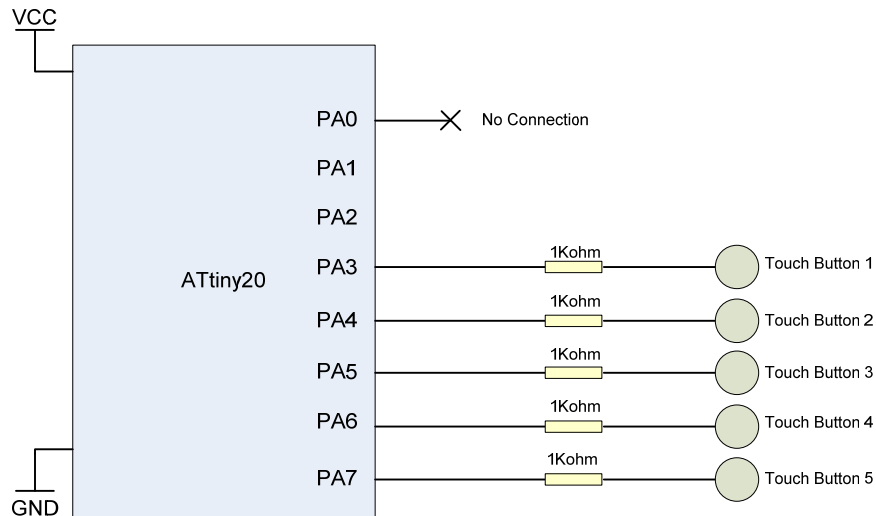 VCC
PA0
No Connection
PA1
PA2
ATtiny20
PA3
1Kohm
Touch Button 1
PA4
1Kohm
Touch Button 2
PA5
1Kohm
Touch Button 3
PA6
1Kohm
Touch Button 4
PA7
1Kohm
Touch Button 5
GND